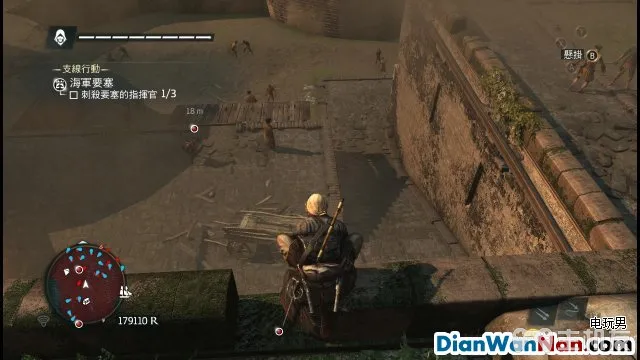 支線行動
海軍要塞
刺殺要塞的指揮官 1/3
懸掛 B
18 m
179110 R
电玩男
DianWanNan.com